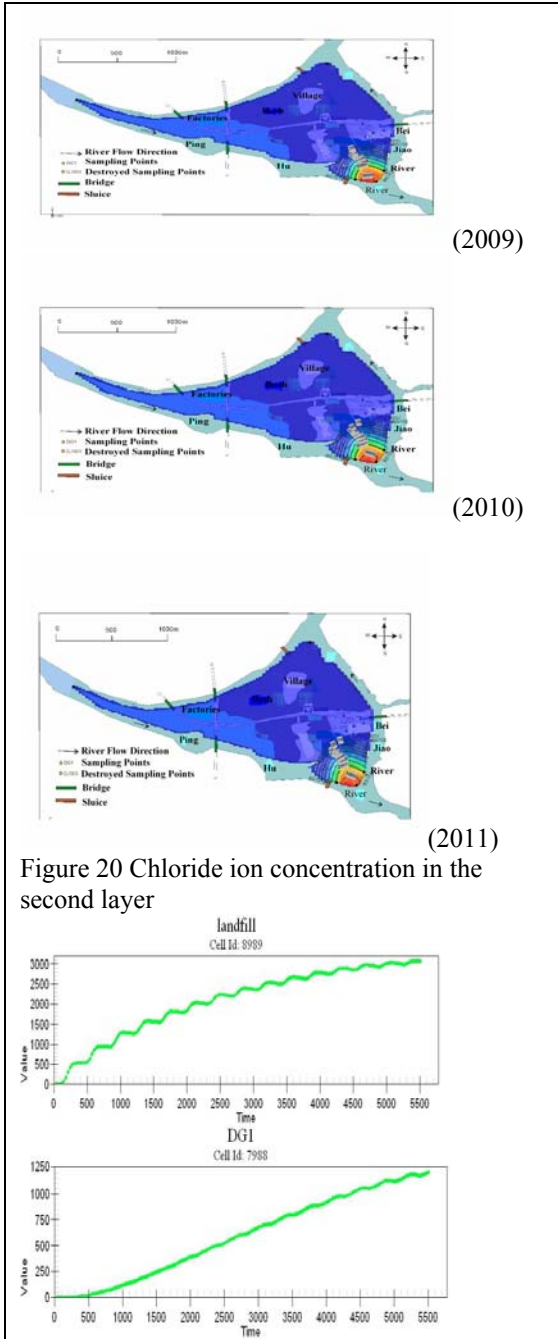 0 900 1000m
Village
Factories
Bei
Ping
Jiao
River Flow Direction
Hu
River
Sampling Points
Destroyed Sampling Points
River
Bridge
Sluice
(2009)
0 900 1000m
Village
Factories
Bei
Ping
Jiao
River Flow Direction
Hu
River
Sampling Points
Destroyed Sampling Points
River
Bridge
Sluice
(2010)
0 900 1000m
Village
Factories
Bei
Ping
Jiao
River Flow Direction
Hu
River
Sampling Points
Destroyed Sampling Points
River
Bridge
Sluice
(2011)
Figure 20 Chloride ion concentration in the
second layer
landfill
Cell Id: 8989
3000
2500
2000
1500
1000
500
0
Value
0 500 1000 1500 2000 2500 3000 3500 4000 4500 5000 5500
Time
DG1
Cell Id: 7988
1250
1000
750
500
250
0
Value
0 500 1000 1500 2000 2500 3000 3500 4000 4500 5000 5500
Time